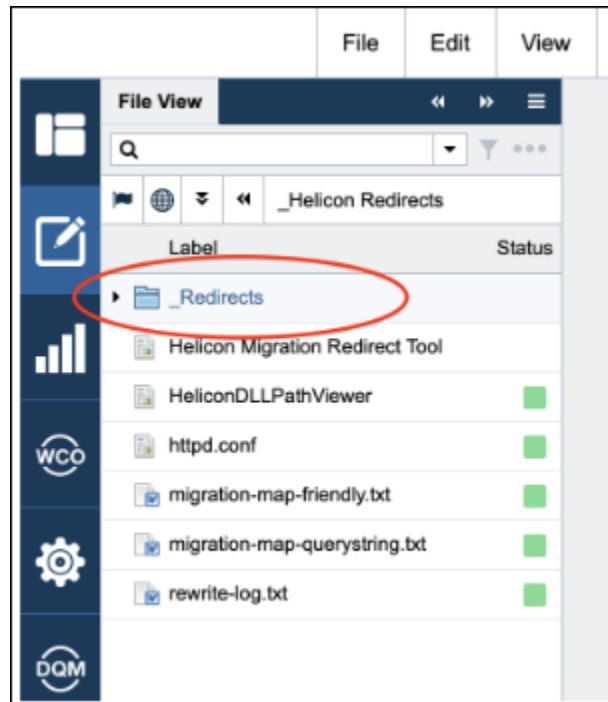 File Edit View
File View
_Helicon Redirects
Label Status
_Redirects
Helicon Migration Redirect Tool
HeliconDLLPathViewer
httpd.conf
WCO
migration-map-friendly.txt
migration-map-querystring.txt
rewrite-log.txt
DQM